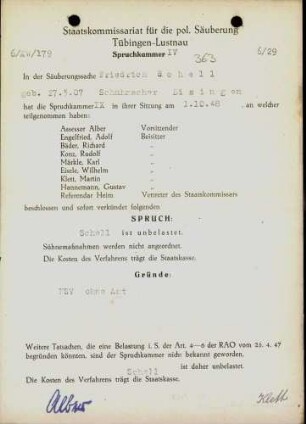 Staatskommissariat für die pol. Säuberung
Tübingen-Lustnau
Spruchkammer IV
6/IV/179
363
6/29
In der Säuberungssache Friedrich Schell
geb. 27.3.07 Schuhmacher Eisingen
hat die Spruchkammer IX in ihrer Sitzung am 1.10.48, an welcher
teilgenommen haben:
Assessor Alber Vorsitzender
Engelfried, Adolf Beisitzer
Bäder, Richard „
Konz, Rudolf „
Märkle, Karl „
Eisele, Wilhelm „
Klett, Martin „
Hannemann, Gustav „
Referendar Heim Vertreter des Staatskommissars
beschlossen und sofort verkündet folgenden
SPRUCH:
Schell ist unbelastet.
Sühnemaßnahmen werden nicht angeordnet.
Die Kosten des Verfahrens trägt die Staatskasse.
Gründe:
NSV ohne Amt
Weitere Tatsachen, die eine Belastung i. S. der Art. 4—6 der RAO vom 25. 4. 47
begründen könnten, sind der Spruchkammer nicht bekannt geworden.
Schell ist daher unbelastet.
Die Kosten des Verfahrens trägt die Staatskasse.
Alber
Klett